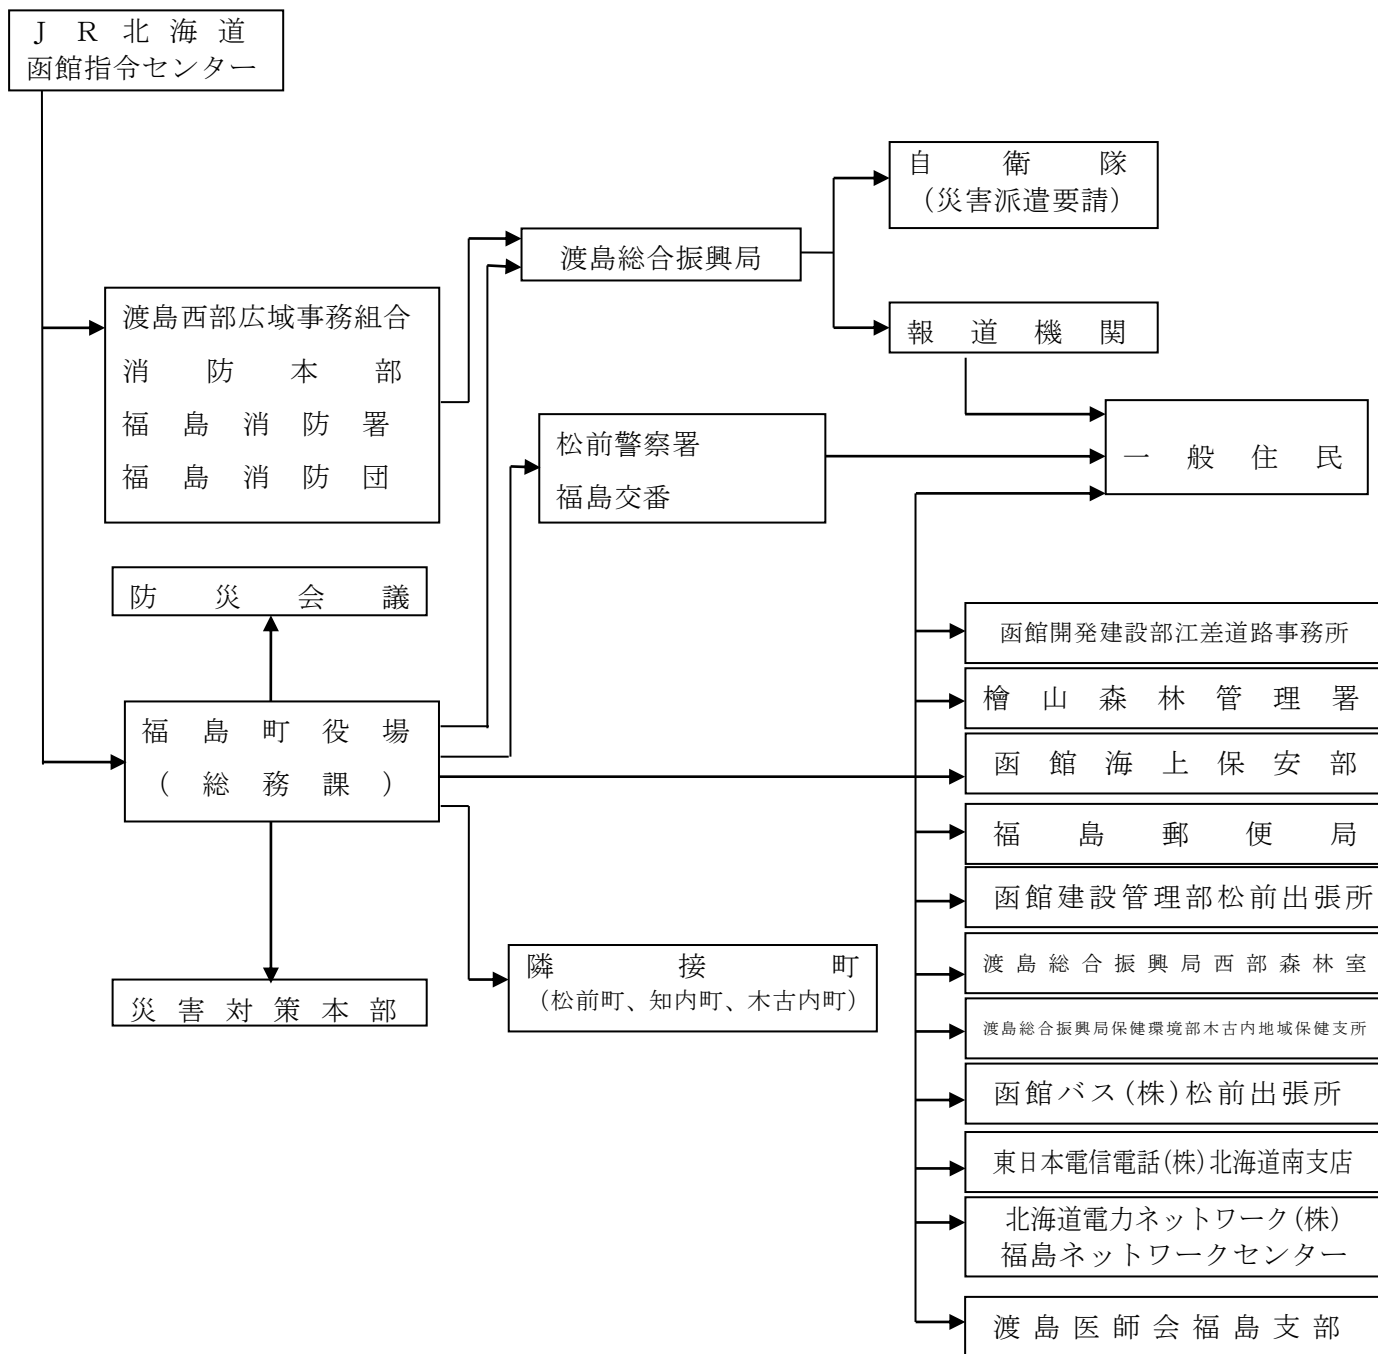 ＪＲ北海道
函館指令センター
自衛隊
（災害派遣要請）
渡島総合振興局
渡島西部広域事務組合
消防本部
福島消防署
福島消防団
報道機関
松前警察署
福島交番
一般住民
防災会議
福島町役場
（総務課）
災害対策本部
隣接町
（松前町、知内町、木古内町）
函館開発建設部江差道路事務所
檜山森林管理署
函館海上保安部
福島郵便局
函館建設管理部松前出張所
渡島総合振興局西部森林室
渡島総合振興局保健環境部木古内地域保健支所
函館バス(株)松前出張所
東日本電信電話(株)北海道南支店
北海道電力ネットワーク(株)
福島ネットワークセンター
渡島医師会福島支部